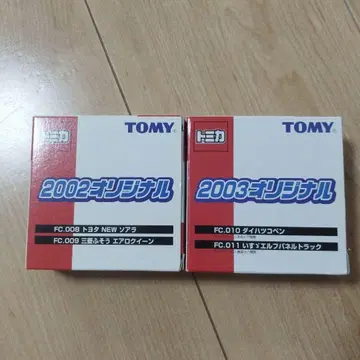 トミカ TOMY
2002オリジナル
FC.008 トヨタ NEW ソアラ
FC.009 三菱ふそう エアロクイーン
トミカ TOMY
2003オリジナル
FC.010 ダイハツコペン
FC.011 いすゞエルフパネルトラック